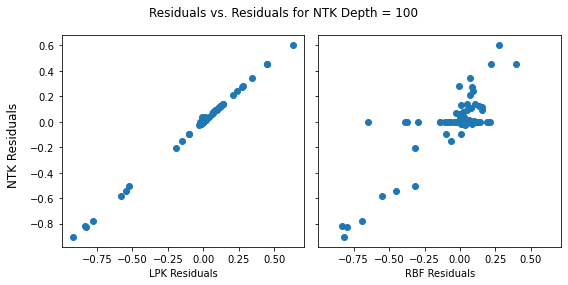 Residuals vs. Residuals for NTK Depth = 100
NTK Residuals
0.6
0.4
0.2
0.0
−0.2
−0.4
−0.6
−0.8
−0.75 −0.50 −0.25 0.00 0.25 0.50
LPK Residuals
−0.75 −0.50 −0.25 0.00 0.25 0.50
RBF Residuals